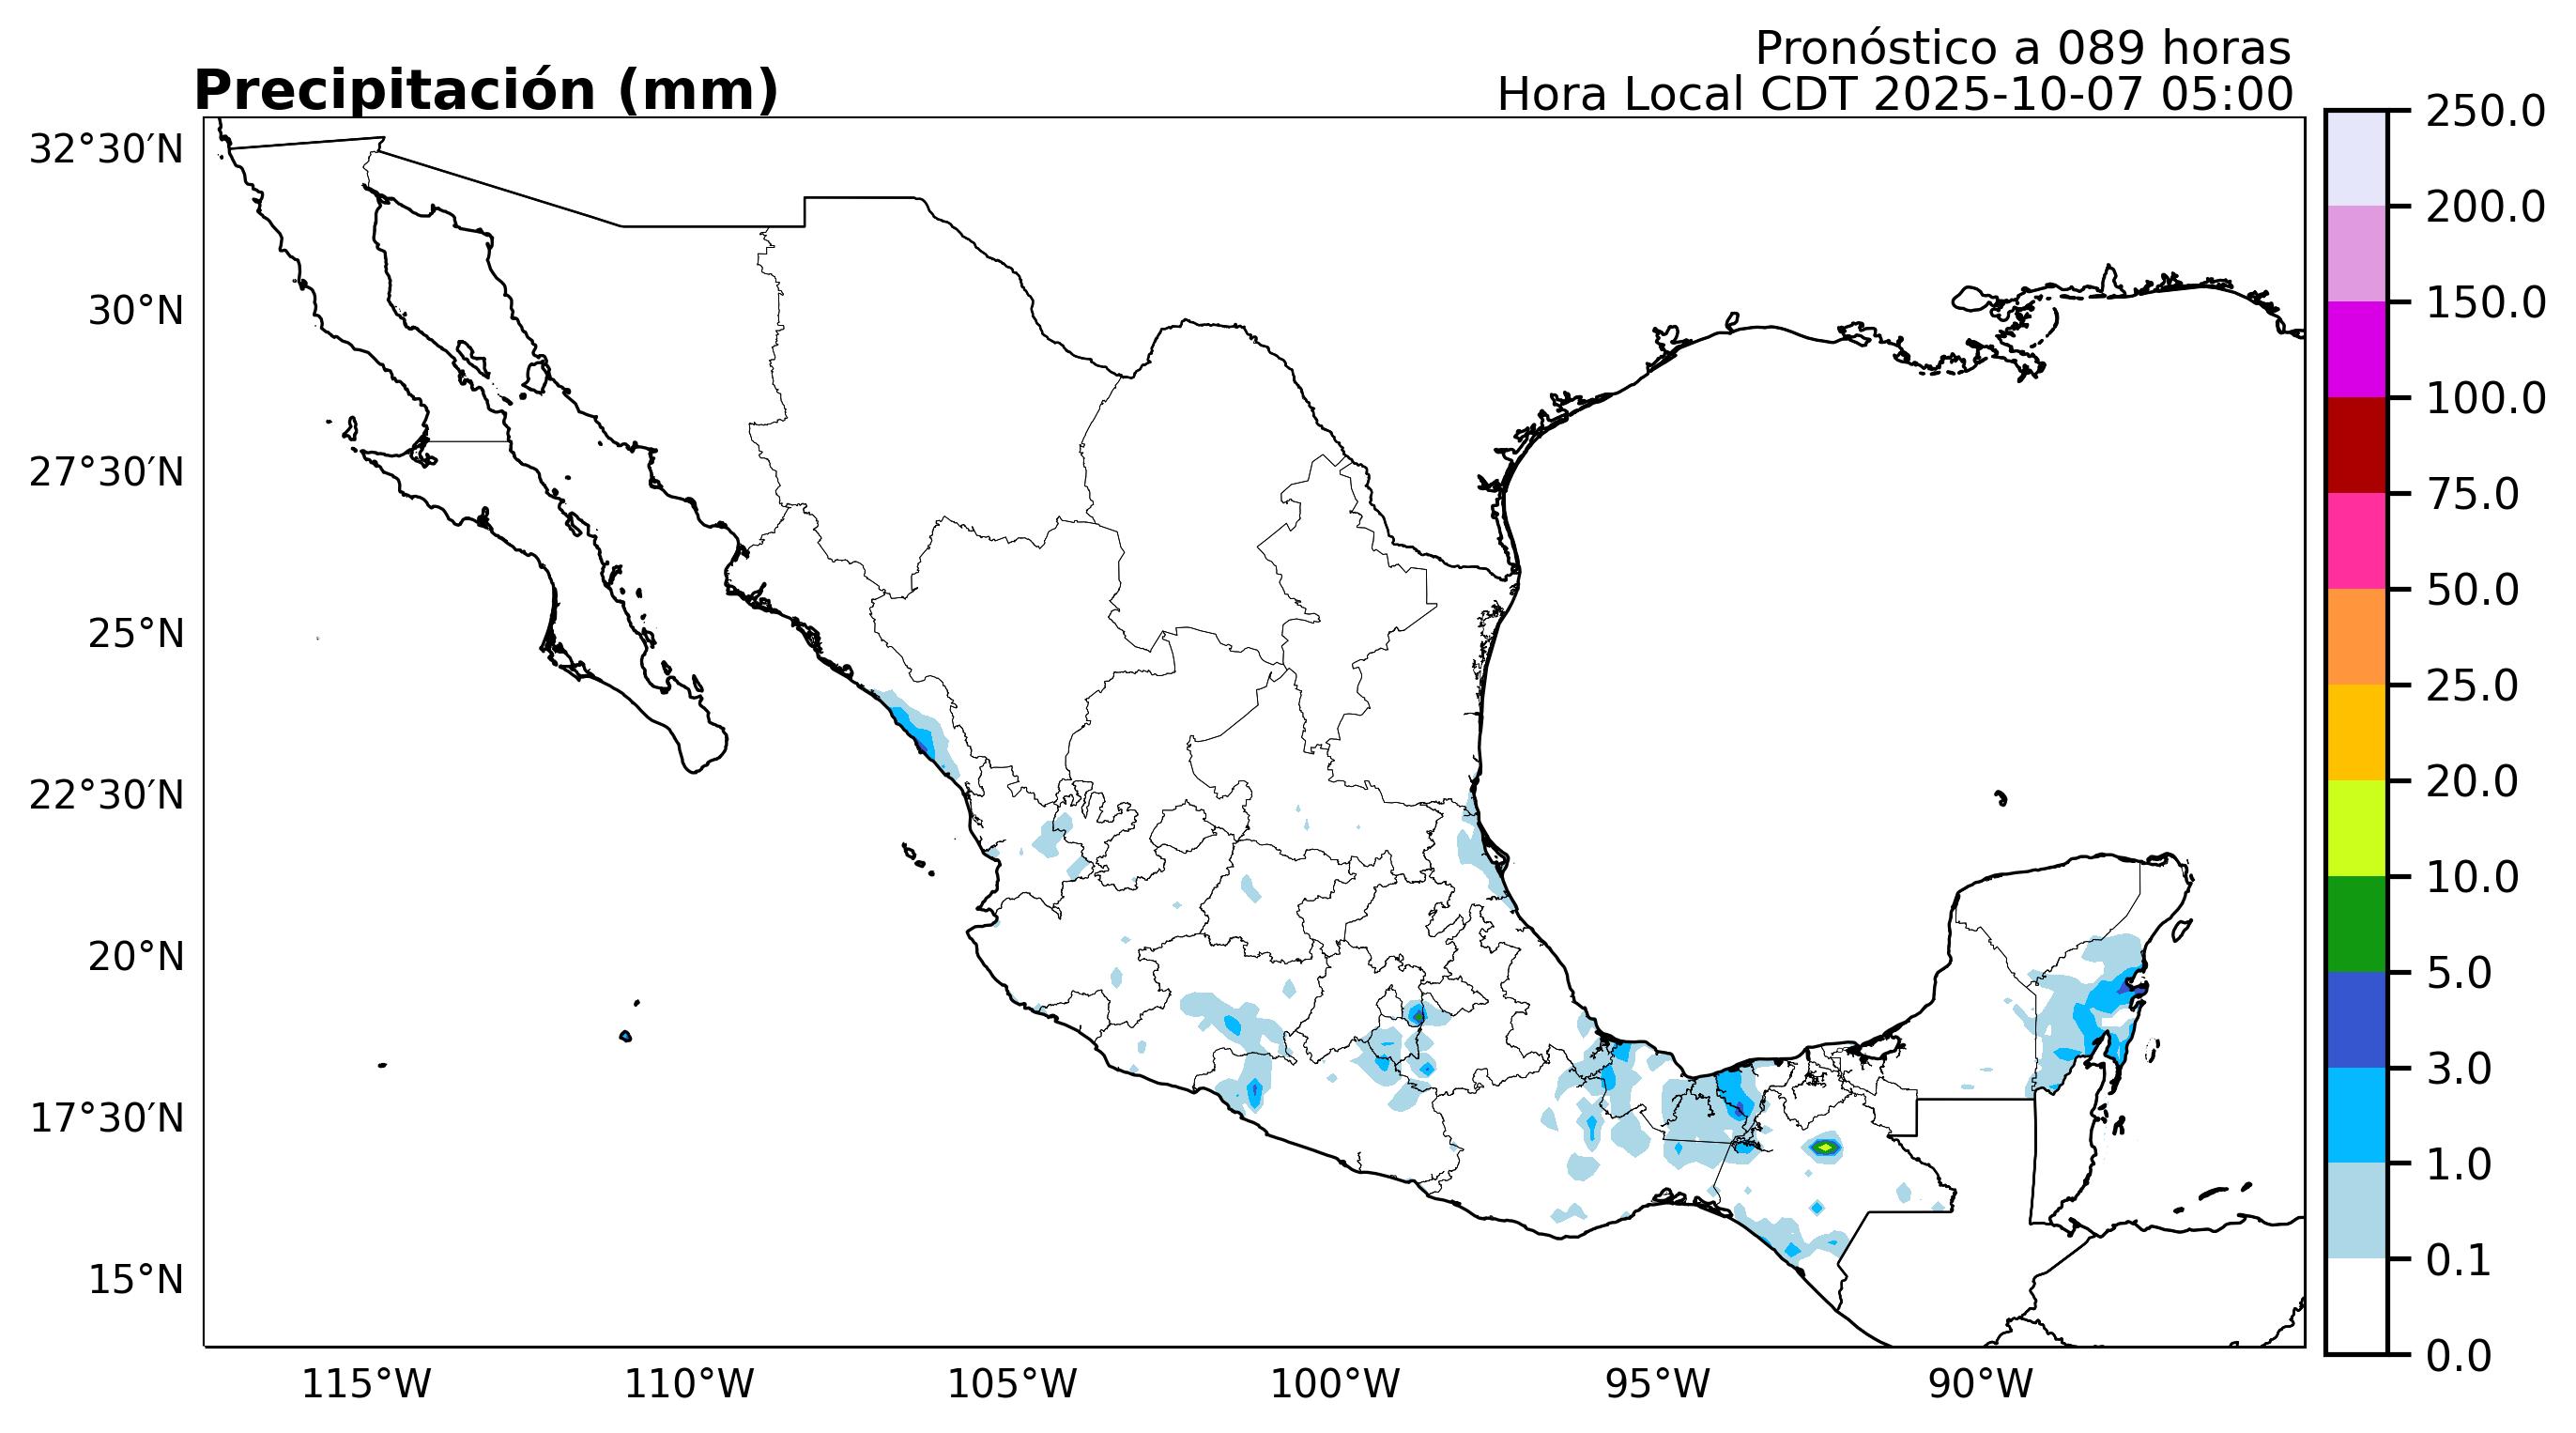 Pronóstico a 089 horas
Precipitación (mm)
Hora Local CDT 2025-10-07 05:00
32°30′N
30°N
27°30′N
25°N
22°30′N
20°N
17°30′N
15°N
115°W
110°W
105°W
100°W
95°W
90°W
250.0
200.0
150.0
100.0
75.0
50.0
25.0
20.0
10.0
5.0
3.0
1.0
0.1
0.0